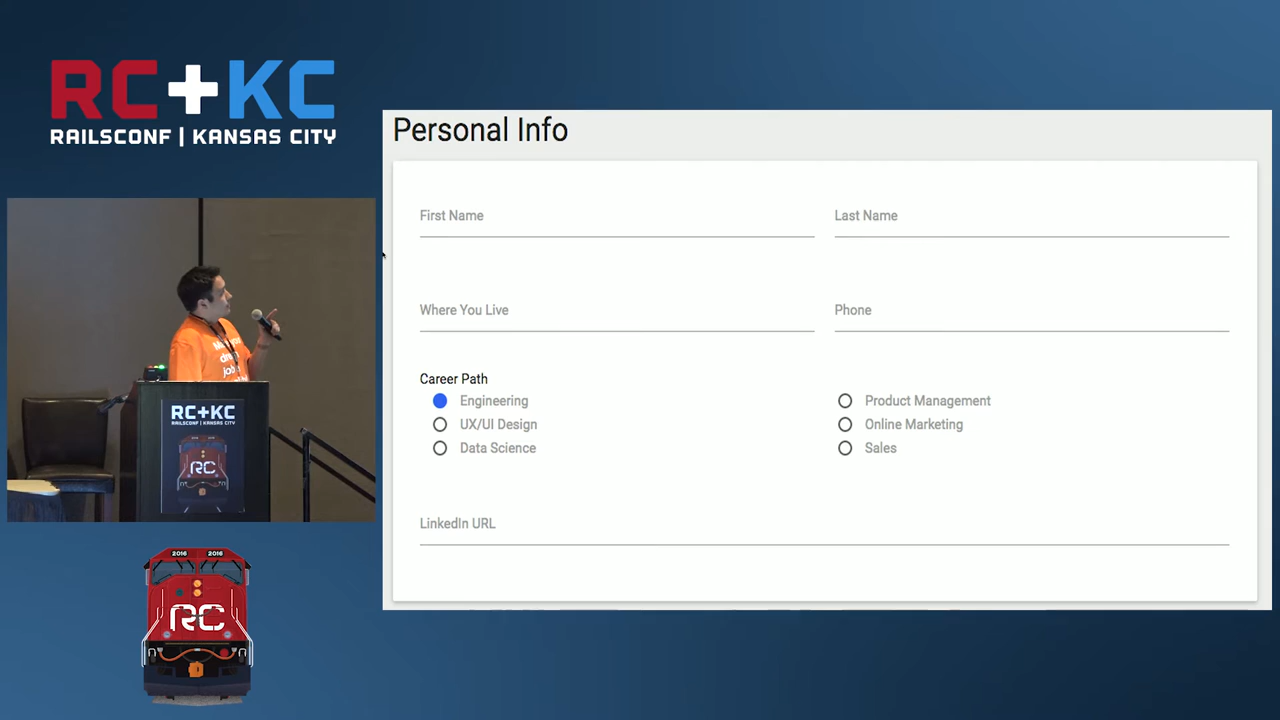 RC+KC
RAILSCONF | KANSAS CITY
Personal Info
First Name
Last Name
Where You Live
Phone
Career Path
Engineering
Product Management
UX/UI Design
Online Marketing
Data Science
Sales
LinkedIn URL
job
RC+KC
RAILSCONF | KANSAS CITY
RC
2016
2016
RC